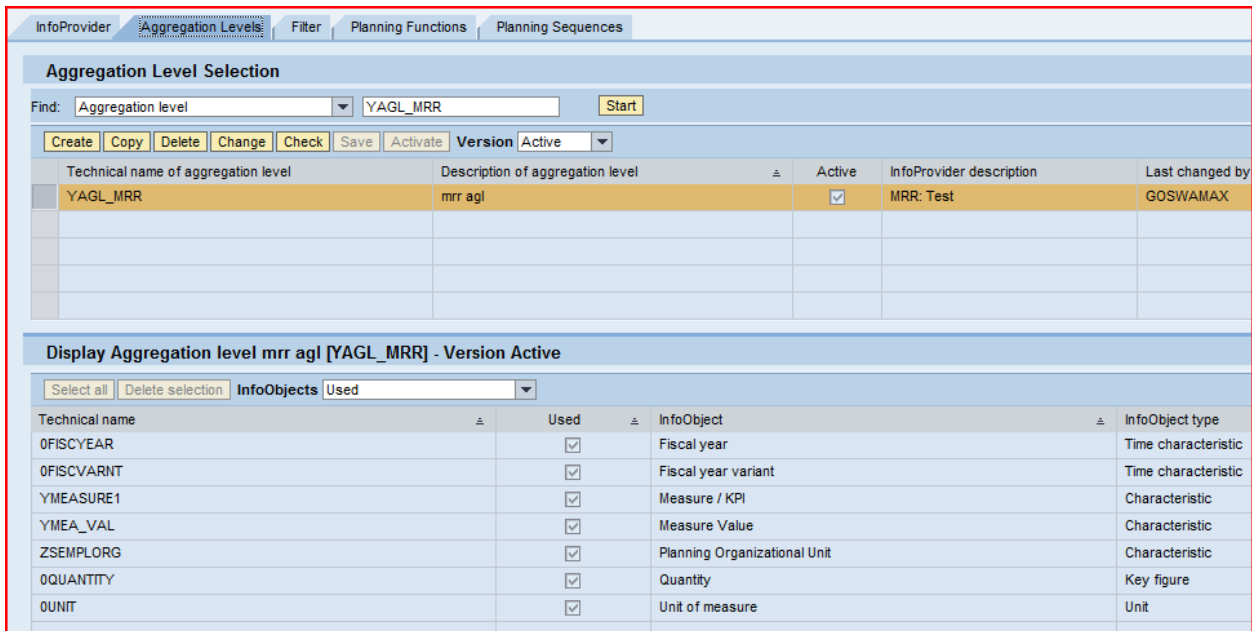 InfoProvider Aggregation Levels Filter Planning Functions Planning Sequences
Aggregation Level Selection
Find: Aggregation level YAGL_MRR Start
Create Copy Delete Change Check Save Activate Version Active
Technical name of aggregation level Description of aggregation level Active InfoProvider description Last changed by
YAGL_MRR mrr agl MRR: Test GOSWAMAX
Display Aggregation level mrr agl [YAGL_MRR] - Version Active
Select all Delete selection InfoObjects Used
Technical name Used InfoObject InfoObject type
0FISCYEAR Fiscal year Time characteristic
0FISCVARNT Fiscal year variant Time characteristic
YMEASURE1 Measure / KPI Characteristic
YMEA_VAL Measure Value Characteristic
ZSEMPLORG Planning Organizational Unit Characteristic
0QUANTITY Quantity Key figure
0UNIT Unit of measure Unit